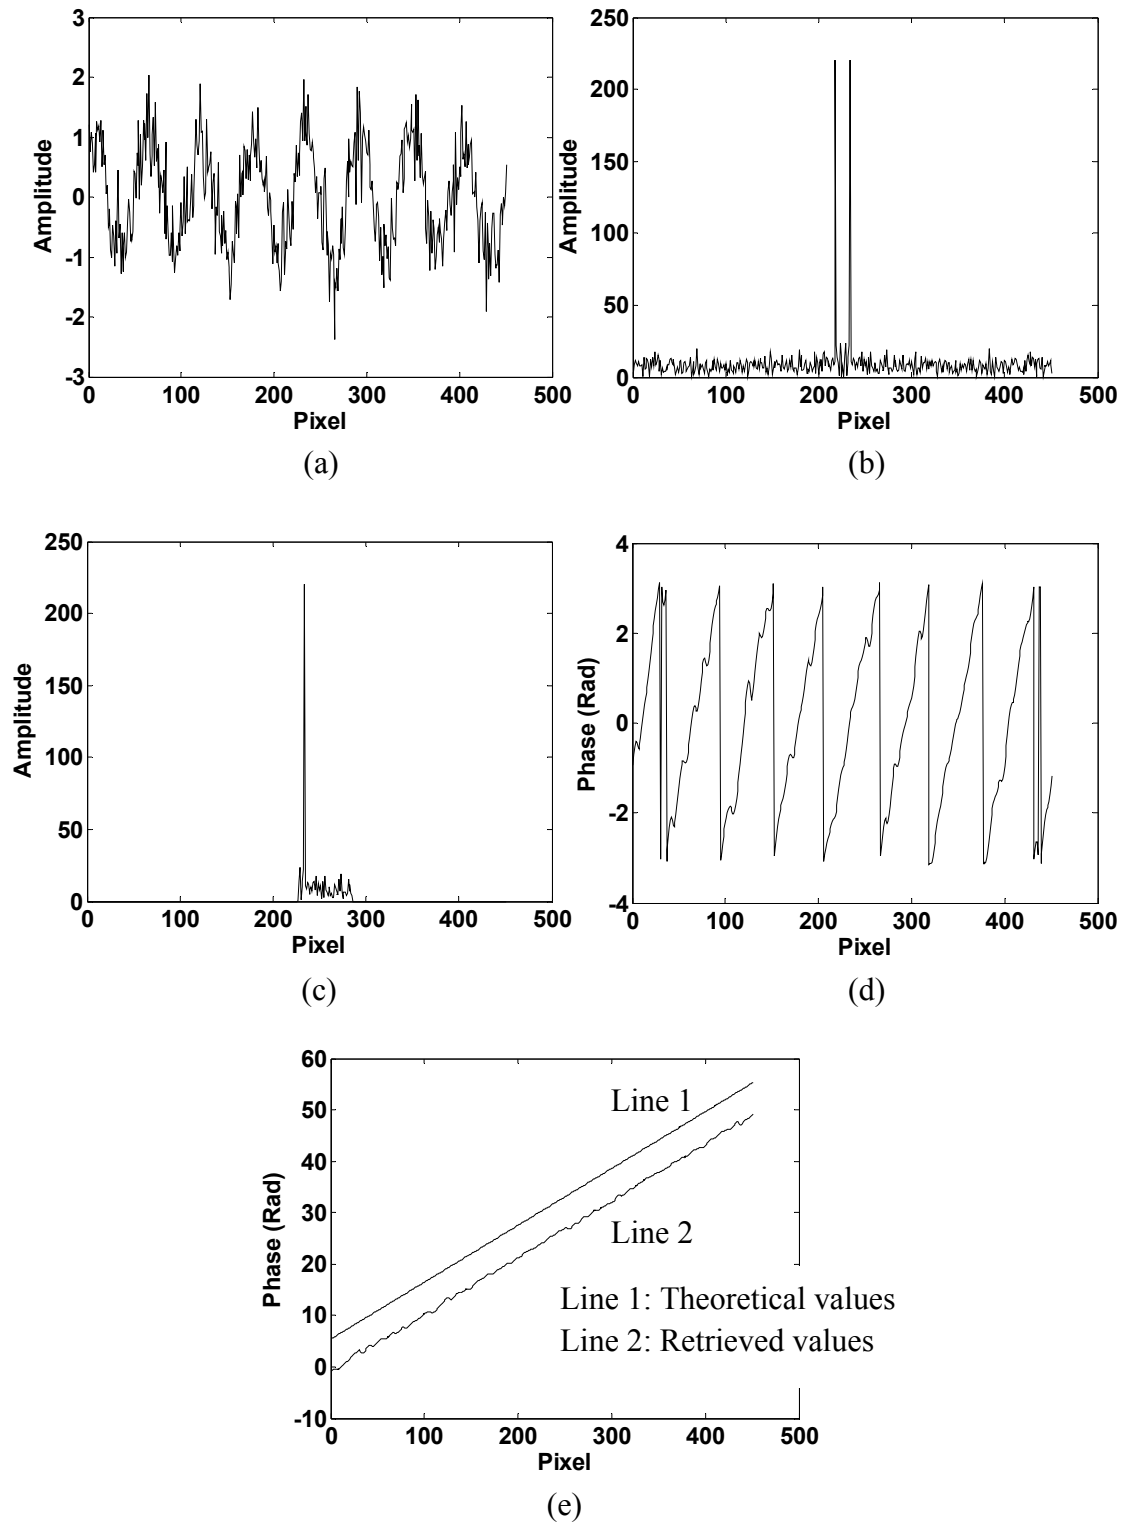 3
2
1
0
-1
-2
-3
0 100 200 300 400 500
Amplitude
Pixel
(a)
250
200
150
100
50
0
0 100 200 300 400 500
Amplitude
Pixel
(b)
250
200
150
100
50
0
0 100 200 300 400 500
Amplitude
Pixel
(c)
4
2
0
-2
-4
0 100 200 300 400 500
Phase (Rad)
Pixel
(d)
60
50
40
30
20
10
0
-10
0 100 200 300 400 500
Phase (Rad)
Pixel
Line 1
Line 2
Line 1: Theoretical values
Line 2: Retrieved values
(e)